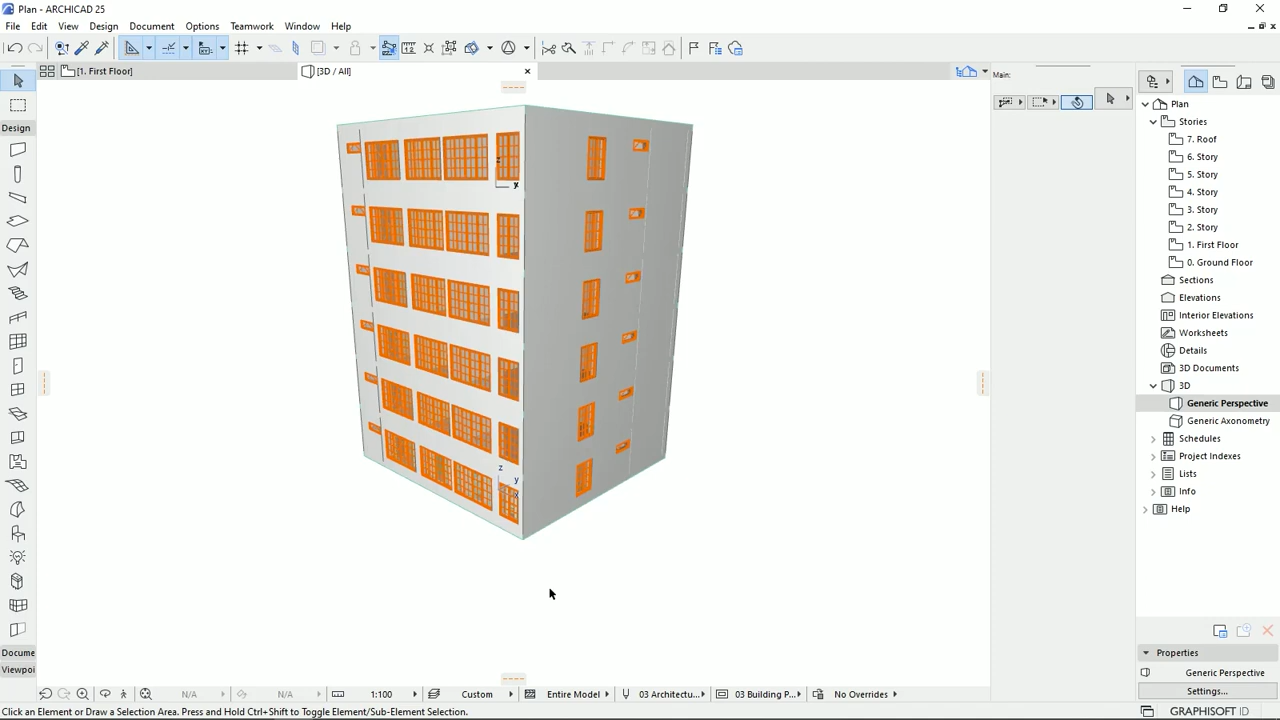 Plan - ARCHICAD 25
File Edit View Design Document Options Teamwork Window Help
[1. First Floor]
[3D / All]
Main:
Design
Docume
Viewpoi
z
y
z
y
x
Plan
Stories
7. Roof
6. Story
5. Story
4. Story
3. Story
2. Story
1. First Floor
0. Ground Floor
Sections
Elevations
Interior Elevations
Worksheets
Details
3D Documents
3D
Generic Perspective
Generic Axonometry
Schedules
Project Indexes
Lists
Info
Help
Properties
Generic Perspective
Settings...
N/A
N/A
1:100
Custom
Entire Model
03 Architectu...
03 Building P...
No Overrides
Click an Element or Draw a Selection Area. Press and Hold Ctrl+Shift to Toggle Element/Sub-Element Selection.
GRAPHISOFT ID